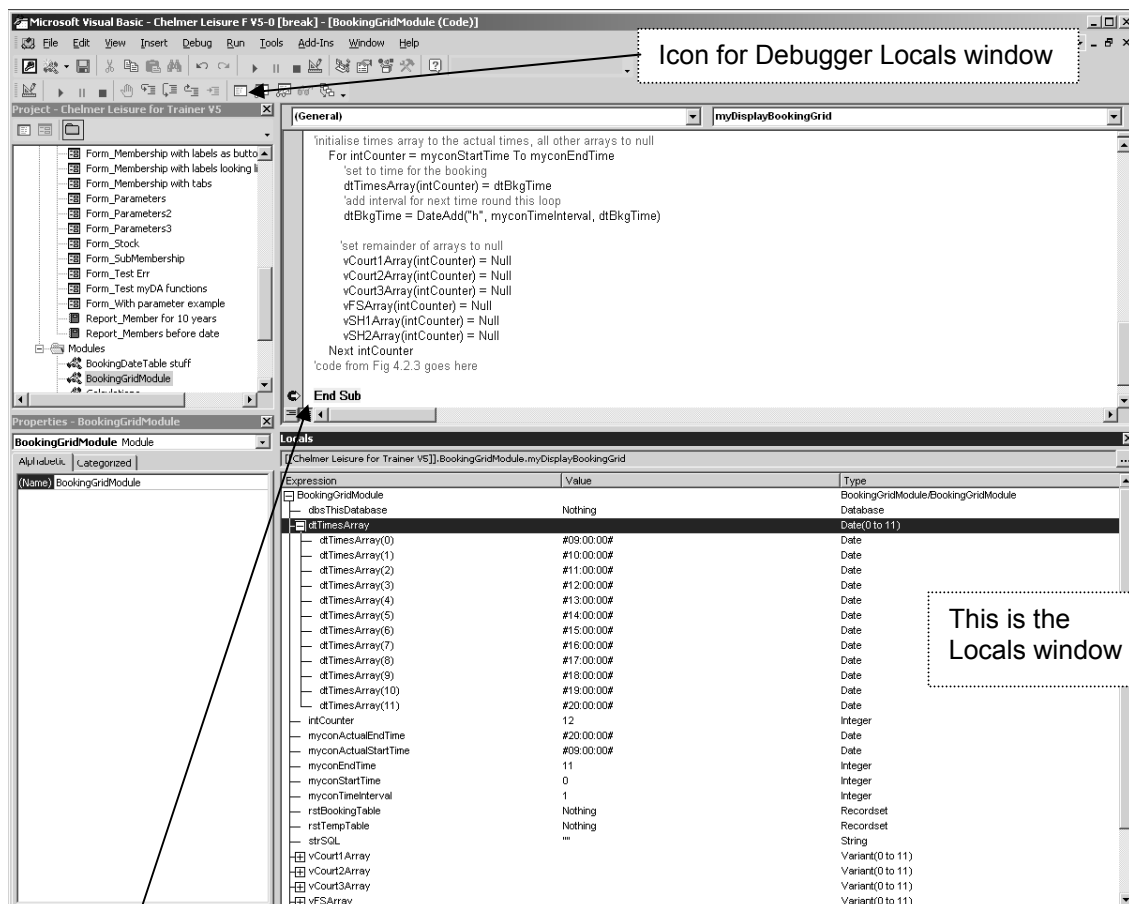 Microsoft Visual Basic - Chelmer Leisure F V5-0 [break] - [BookingGridModule (Code)]
File Edit View Insert Debug Run Tools Add-Ins Window Help
Icon for Debugger Locals window
Project - Chelmer Leisure for Trainer V5
Form_Membership with labels as butto
Form_Membership with labels looking li
Form_Membership with tabs
Form_Parameters
Form_Parameters2
Form_Parameters3
Form_Stock
Form_SubMembership
Form_Test Err
Form_Test myDA functions
Form_With parameter example
Report_Member for 10 years
Report_Members before date
Modules
BookingDateTable stuff
BookingGridModule
Calculations
(General) myDisplayBookingGrid
'initialise times array to the actual times, all other arrays to null
For intCounter = myconStartTime To myconEndTime
'set to time for the booking
dtTimesArray(intCounter) = dtBkgTime
'add interval for next time round this loop
dtBkgTime = DateAdd("h", myconTimeInterval, dtBkgTime)
'set remainder of arrays to null
vCourt1Array(intCounter) = Null
vCourt2Array(intCounter) = Null
vCourt3Array(intCounter) = Null
vFSArray(intCounter) = Null
vSH1Array(intCounter) = Null
vSH2Array(intCounter) = Null
Next intCounter
'code from Fig 4.2.3 goes here
End Sub
Properties - BookingGridModule
BookingGridModule Module
Alphabetic Categorized
(Name) BookingGridModule
Locals
[[Chelmer Leisure for Trainer V5]].BookingGridModule.myDisplayBookingGrid ...
Expression Value Type
BookingGridModule BookingGridModule/BookingGridModule
dbsThisDatabase Nothing Database
dtTimesArray Date(0 to 11)
dtTimesArray(0) #09:00:00# Date
dtTimesArray(1) #10:00:00# Date
dtTimesArray(2) #11:00:00# Date
dtTimesArray(3) #12:00:00# Date
dtTimesArray(4) #13:00:00# Date
dtTimesArray(5) #14:00:00# Date
dtTimesArray(6) #15:00:00# Date
dtTimesArray(7) #16:00:00# Date
dtTimesArray(8) #17:00:00# Date
dtTimesArray(9) #18:00:00# Date
dtTimesArray(10) #19:00:00# Date
dtTimesArray(11) #20:00:00# Date
intCounter 12 Integer
myconActualEndTime #20:00:00# Date
myconActualStartTime #09:00:00# Date
myconEndTime 11 Integer
myconStartTime 0 Integer
myconTimeInterval 1 Integer
rstBookingTable Nothing Recordset
rstTempTable Nothing Recordset
strSQL "" String
vCourt1Array Variant(0 to 11)
vCourt2Array Variant(0 to 11)
vCourt3Array Variant(0 to 11)
vFSArray Variant(0 to 11)
This is the
Locals window